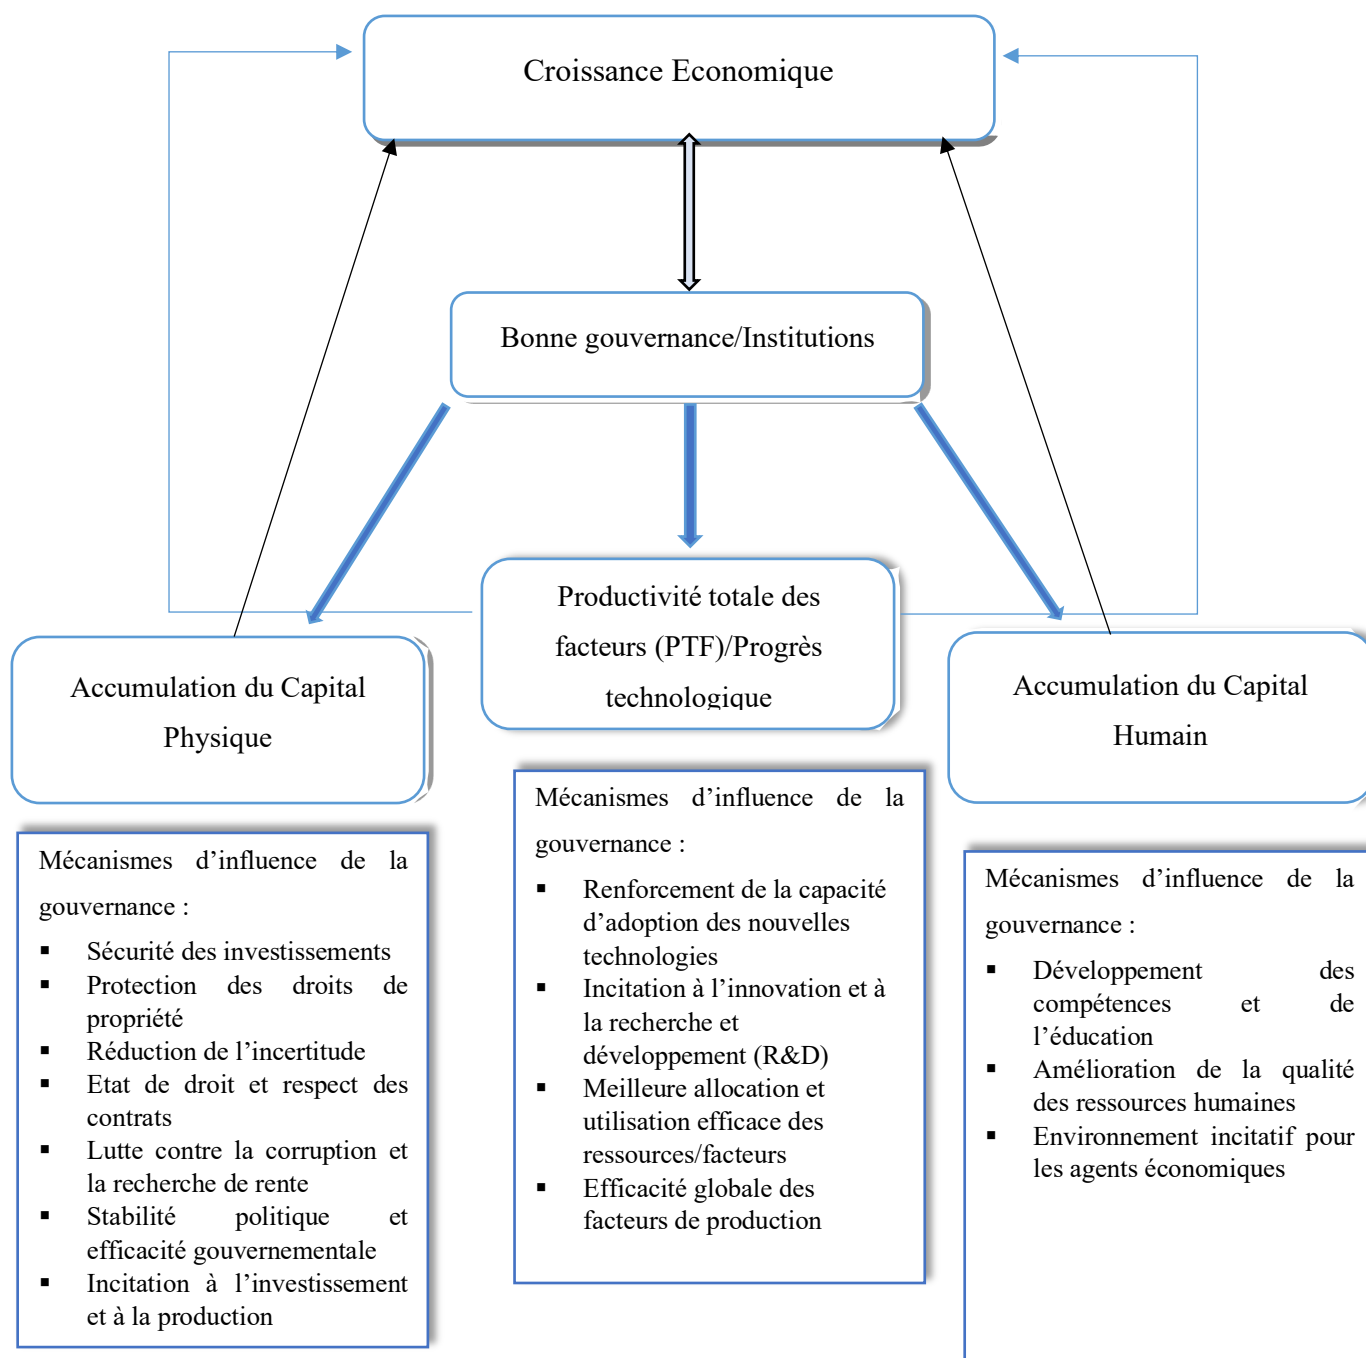 Croissance Economique
Bonne gouvernance/Institutions
Productivité totale des
facteurs (PTF)/Progrès
technologique
Accumulation du Capital
Physique
Accumulation du Capital
Humain
Mécanismes d’influence de la
gouvernance :
▪ Sécurité des investissements
▪ Protection des droits de
propriété
▪ Réduction de l’incertitude
▪ Etat de droit et respect des
contrats
▪ Lutte contre la corruption et
la recherche de rente
▪ Stabilité politique et
efficacité gouvernementale
▪ Incitation à l’investissement
et à la production
Mécanismes d’influence de la
gouvernance :
▪ Renforcement de la capacité
d’adoption des nouvelles
technologies
▪ Incitation à l’innovation et à
la recherche et
développement (R&D)
▪ Meilleure allocation et
utilisation efficace des
ressources/facteurs
▪ Efficacité globale des
facteurs de production
Mécanismes d’influence de la
gouvernance :
▪ Développement des
compétences et de
l’éducation
▪ Amélioration de la qualité
des ressources humaines
▪ Environnement incitatif pour
les agents économiques